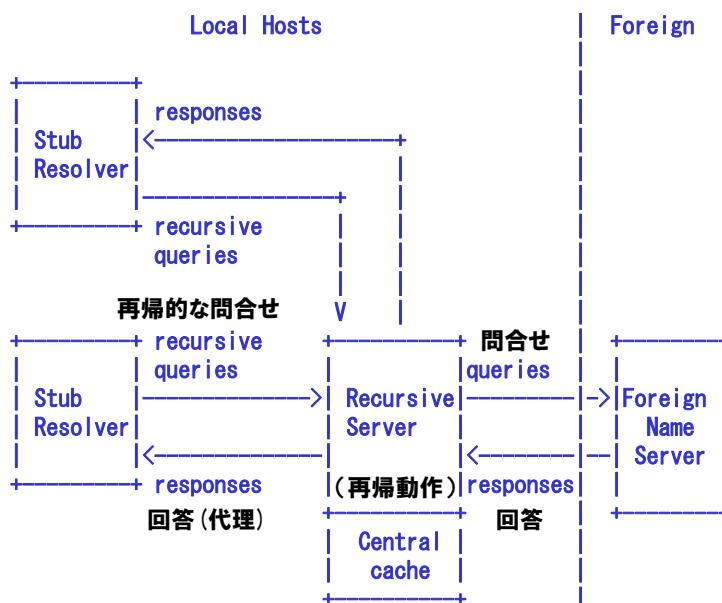 Local Hosts
Foreign
responses
Stub
Resolver
recursive
queries
再帰的な問合せ
recursive
queries
問合せ
queries
Stub
Resolver
Recursive
Server
Foreign
Name
Server
responses
(再帰動作)
responses
回答(代理)
回答
Central
cache